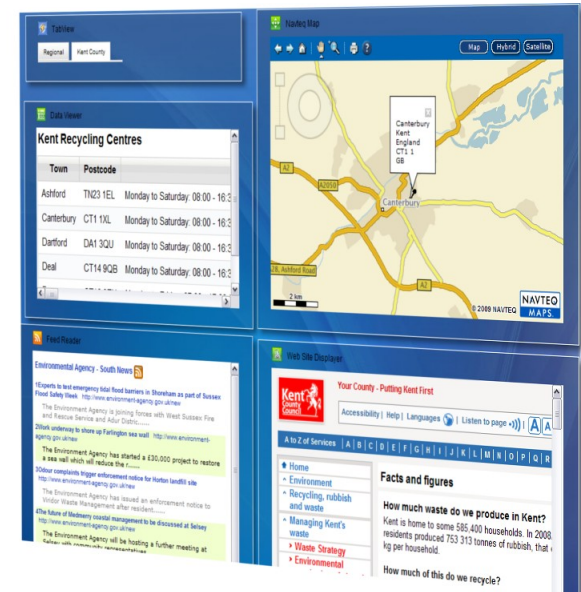 TabView
Regional Kent County
Navteq Map
Map Hybrid Satellite
Canterbury
Kent
England
CT1 1
GB
A2
A2050
Canterbury
28, Ashford Road
A2
2 km
© 2009 NAVTEQ
NAVTEQ
MAPS
Data Viewer
Kent Recycling Centres
Town Postcode
Ashford TN23 1EL Monday to Saturday: 08:00 - 16:3
Canterbury CT1 1XL Monday to Saturday: 08:00 - 16:3
Dartford DA1 3QU Monday to Saturday: 08:00 - 16:3
Deal CT14 9QB Monday to Saturday: 08:00 - 16:3
Feed Reader
Environmental Agency - South News
1Experts to test emergency tidal flood barriers in Shoreham as part of Sussex
Flood Safety Week http://www.environment-agency.gov.uk/new
The Environment Agency is joining forces with West Sussex Fire
and Rescue Service and Adur Distric......
2Work underway to shore up Farlington sea wall http://www.environment-
agency.gov.uk/new
The Environment Agency has started a £30,000 project to restore
a sea wall which will reduce the r......
3Odour complaints trigger enforcement notice for Horton landfill site
http://www.environment-agency.gov.uk/new
The Environment Agency has issued an enforcement notice to
Viridor Waste Management after resident......
4The future of Medmerry coastal management to be discussed at Selsey
http://www.environment-agency.gov.uk/new
The Environment Agency will be hosting a further meeting at
Selsey with community representatives
Web Site Displayer
Kent
County
Council
Your County - Putting Kent First
Accessibility | Help | Languages | Listen to page | A A
A to Z of Services A B C D E F G H I J K L M N O P Q R
Home
Environment
Recycling, rubbish
and waste
Managing Kent's
waste
Waste Strategy
Environmental
Facts and figures
How much waste do we produce in Kent?
Kent is home to some 585,400 households. In 2008
residents produced 753 313 tonnes of rubbish, that
kg per household.
How much of this do we recycle?